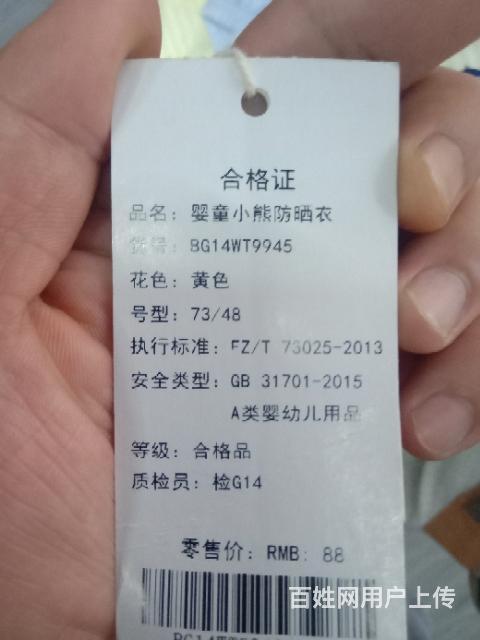 合格证
品名：婴童小熊防晒衣
货号：BG14WT9945
花色：黄色
号型：73/48
执行标准：FZ/T 73025-2013
安全类型：GB 31701-2015
A类婴幼儿用品
等级：合格品
质检员：检G14
零售价：RMB: 88
百姓网用户上传